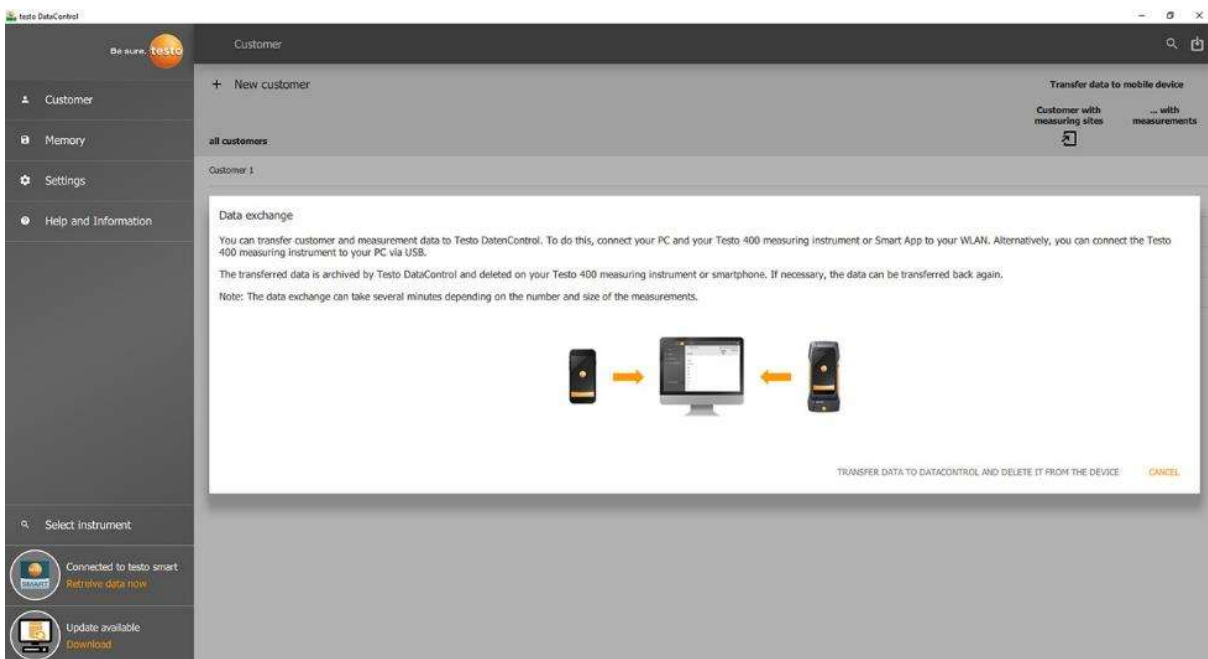 testo DataControl
Be sure. testo
Customer
Customer
Memory
Settings
Help and Information
+ New customer
Transfer data to mobile device
Customer with measuring sites
... with measurements
all customers
Customer 1
Data exchange
You can transfer customer and measurement data to Testo DatenControl. To do this, connect your PC and your Testo 400 measuring instrument or Smart App to your WLAN. Alternatively, you can connect the Testo
400 measuring instrument to your PC via USB.
The transferred data is archived by Testo DataControl and deleted on your Testo 400 measuring instrument or smartphone. If necessary, the data can be transferred back again.
Note: The data exchange can take several minutes depending on the number and size of the measurements.
TRANSFER DATA TO DATACONTROL AND DELETE IT FROM THE DEVICE
CANCEL
Select instrument
SMART
Connected to testo smart
Retreive data now
Update available
Download